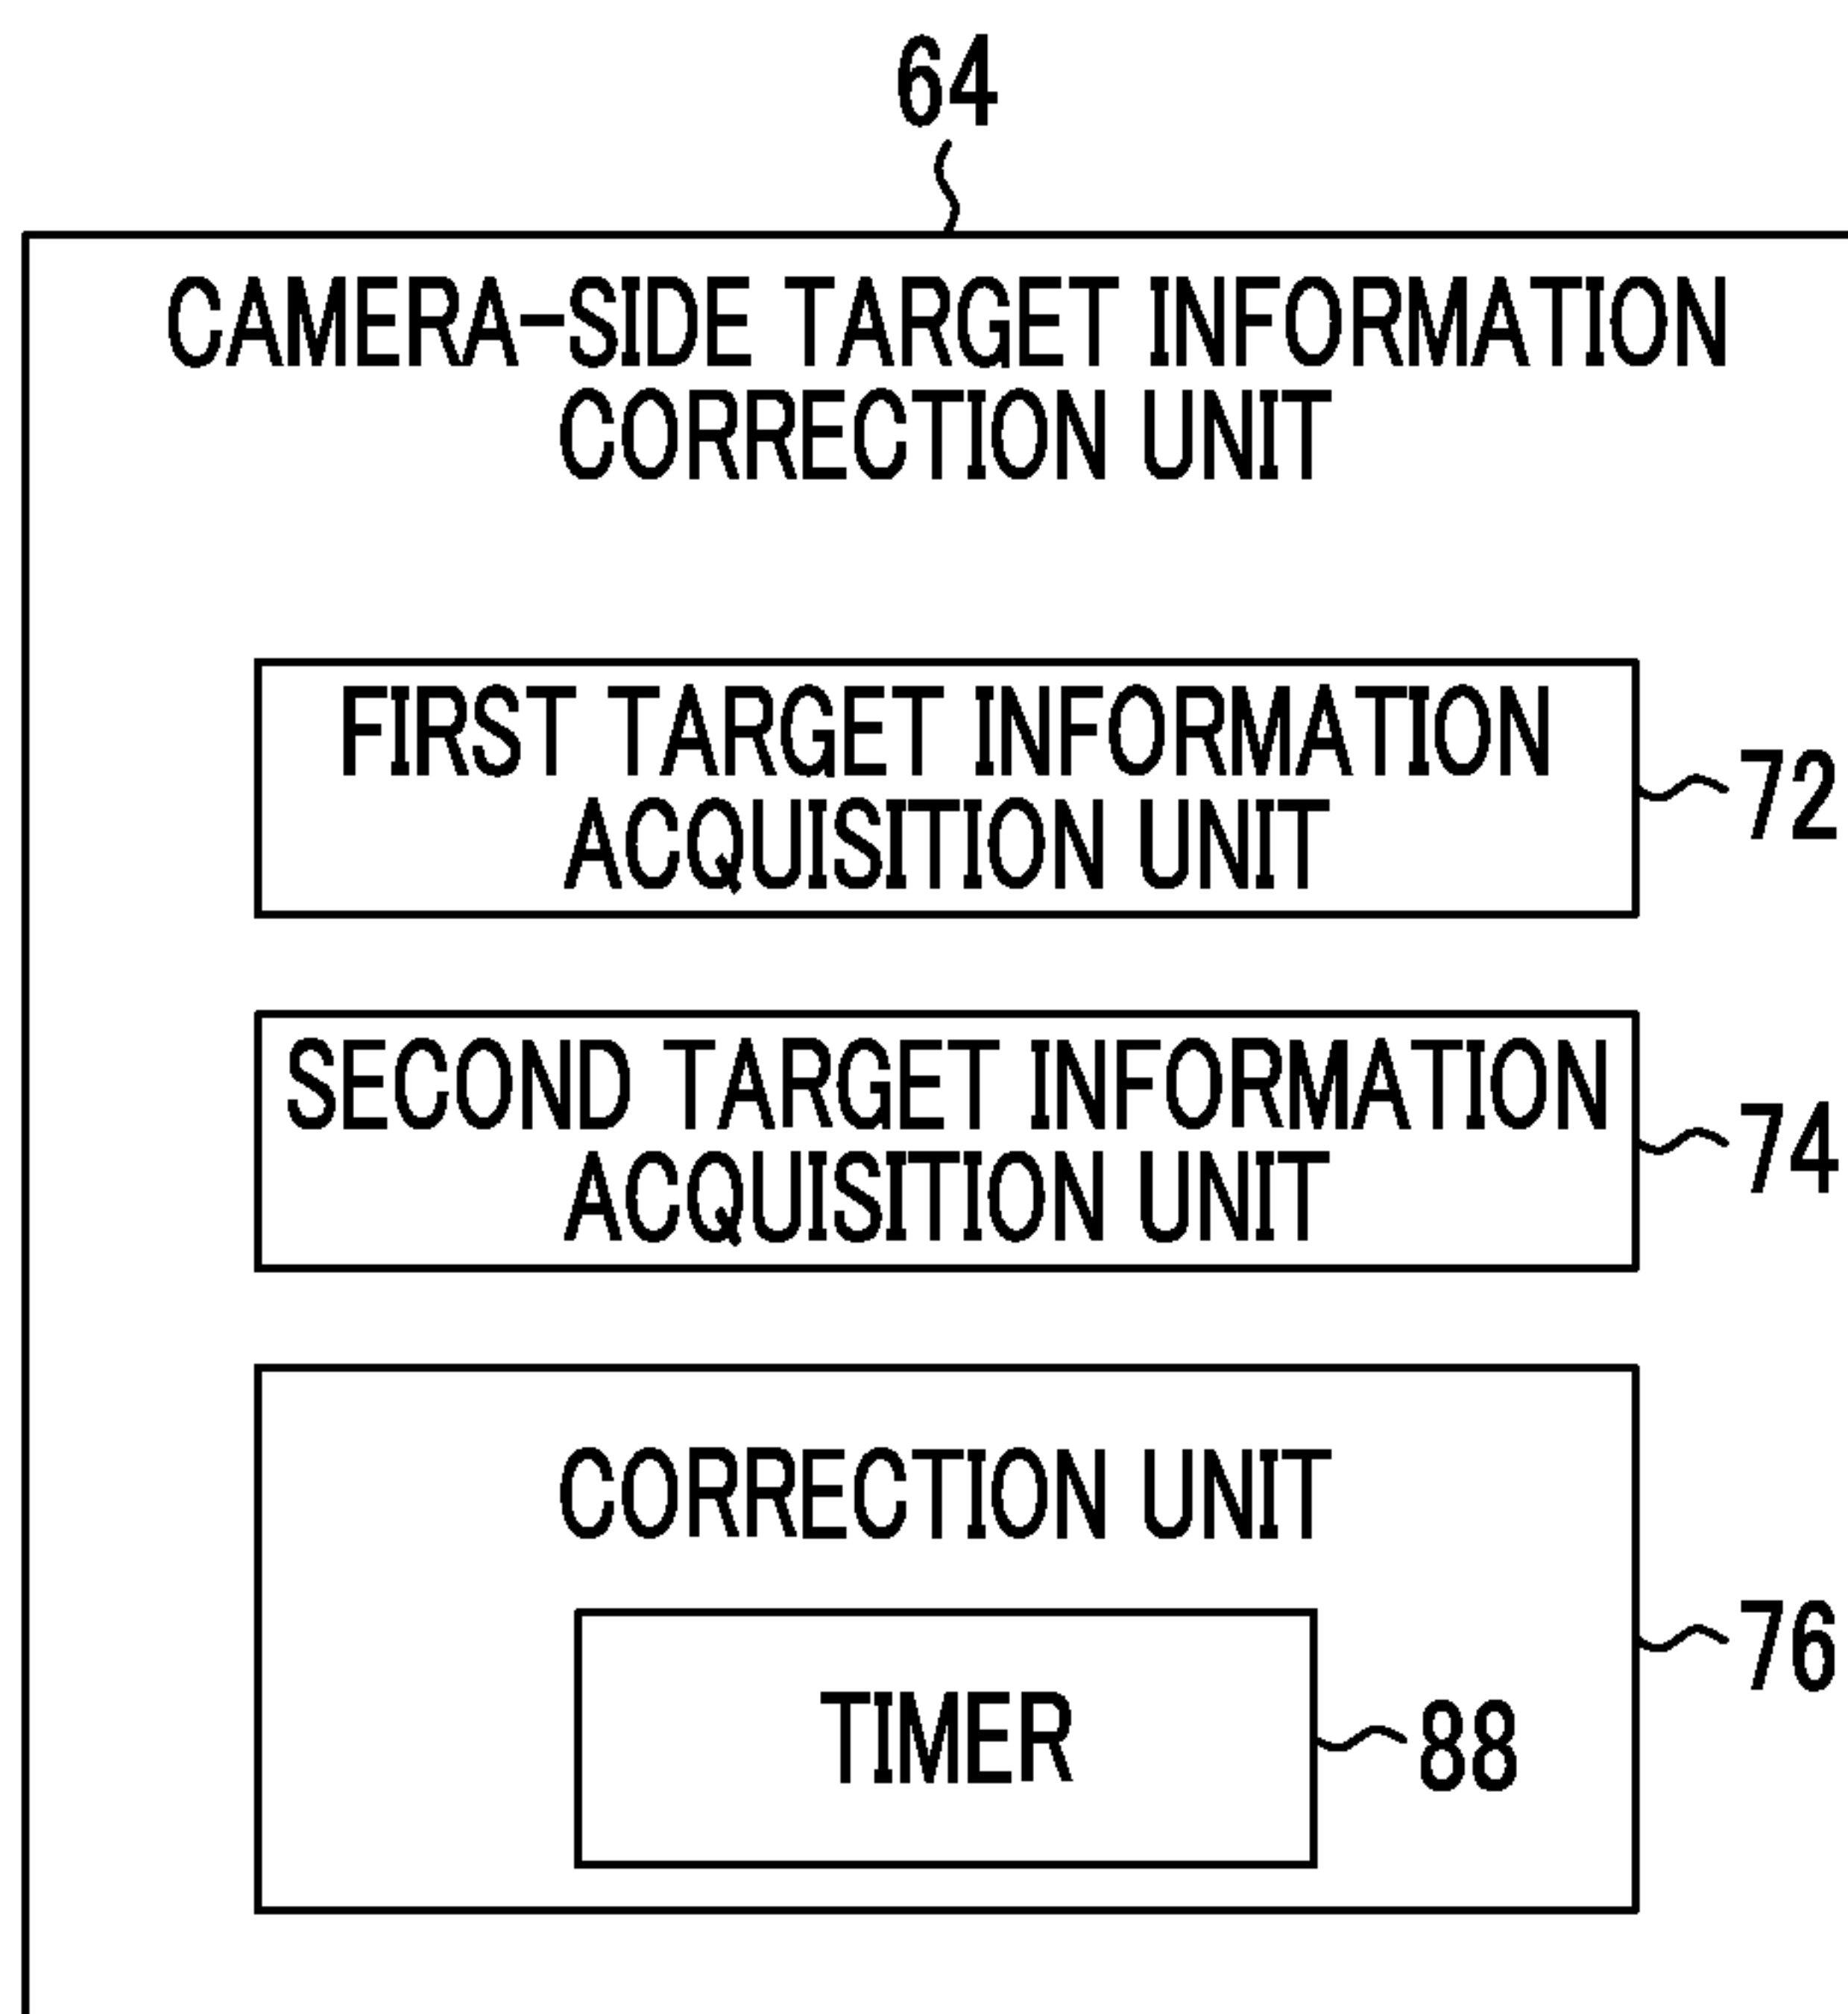 64
CAMERA-SIDE TARGET INFORMATION
CORRECTION UNIT
FIRST TARGET INFORMATION
ACQUISITION UNIT
72
SECOND TARGET INFORMATION
ACQUISITION UNIT
74
CORRECTION UNIT
76
TIMER
88